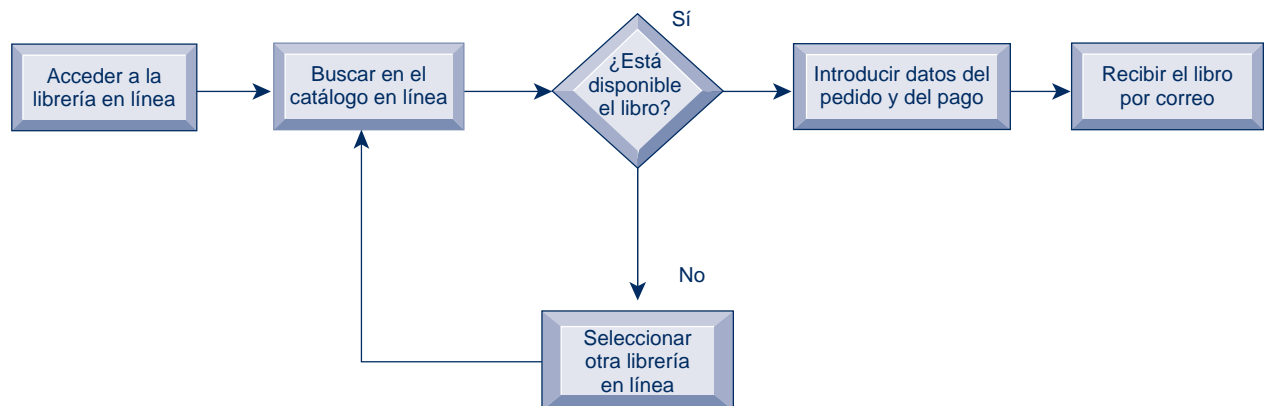 Acceder a la
librería en línea
Buscar en el
catálogo en línea
¿Está
disponible
el libro?
Sí
Introducir datos del
pedido y del pago
Recibir el libro
por correo
No
Seleccionar
otra librería
en línea